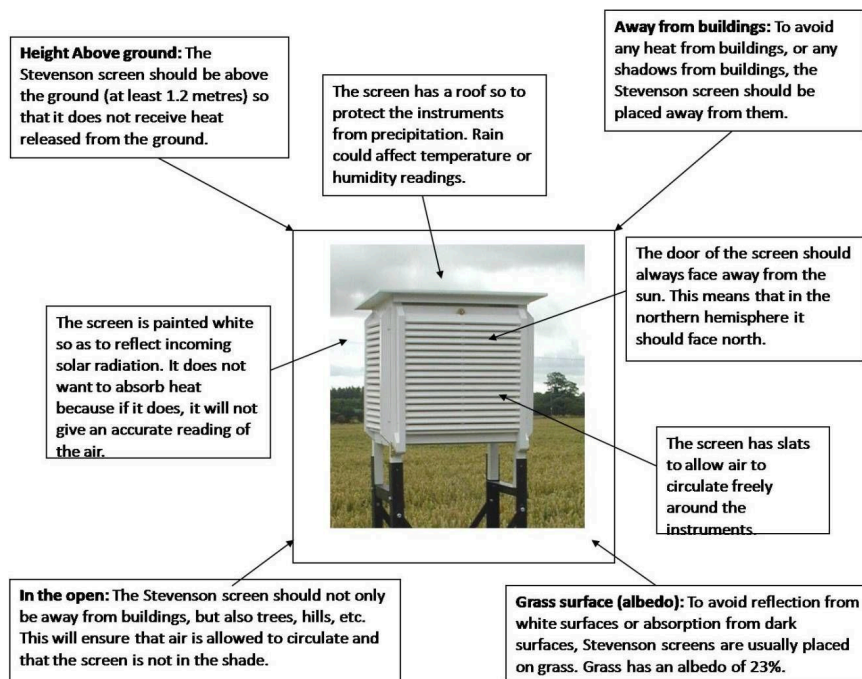 Height Above ground: The
Stevenson screen should be above
the ground (at least 1.2 metres) so
that it does not receive heat
released from the ground.
The screen has a roof so to
protect the instruments
from precipitation. Rain
could affect temperature or
humidity readings.
Away from buildings: To avoid
any heat from buildings, or any
shadows from buildings, the
Stevenson screen should be
placed away from them.
The screen is painted white
so as to reflect incoming
solar radiation. It does not
want to absorb heat
because if it does, it will not
give an accurate reading of
the air.
The door of the screen should
always face away from the
sun. This means that in the
northern hemisphere it
should face north.
The screen has slats
to allow air to
circulate freely
around the
instruments.
In the open: The Stevenson screen should not only
be away from buildings, but also trees, hills, etc.
This will ensure that air is allowed to circulate and
that the screen is not in the shade.
Grass surface (albedo): To avoid reflection from
white surfaces or absorption from dark
surfaces, Stevenson screens are usually placed
on grass. Grass has an albedo of 23%.